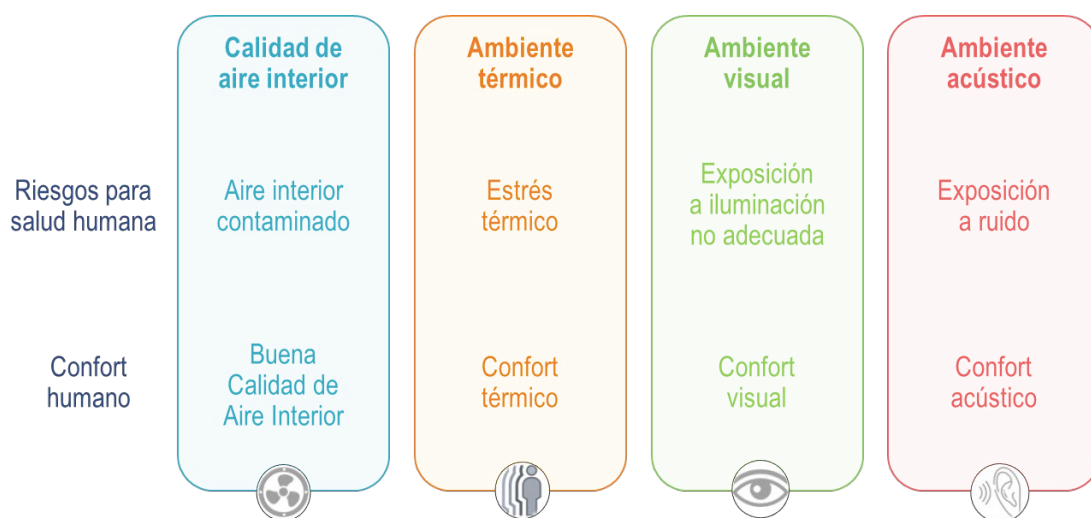 Calidad de
aire interior
Ambiente
térmico
Ambiente
visual
Ambiente
acústico
Riesgos para
salud humana
Aire interior
contaminado
Estrés
térmico
Exposición
a iluminación
no adecuada
Exposición
a ruido
Confort
humano
Buena
Calidad de
Aire Interior
Confort
térmico
Confort
visual
Confort
acústico